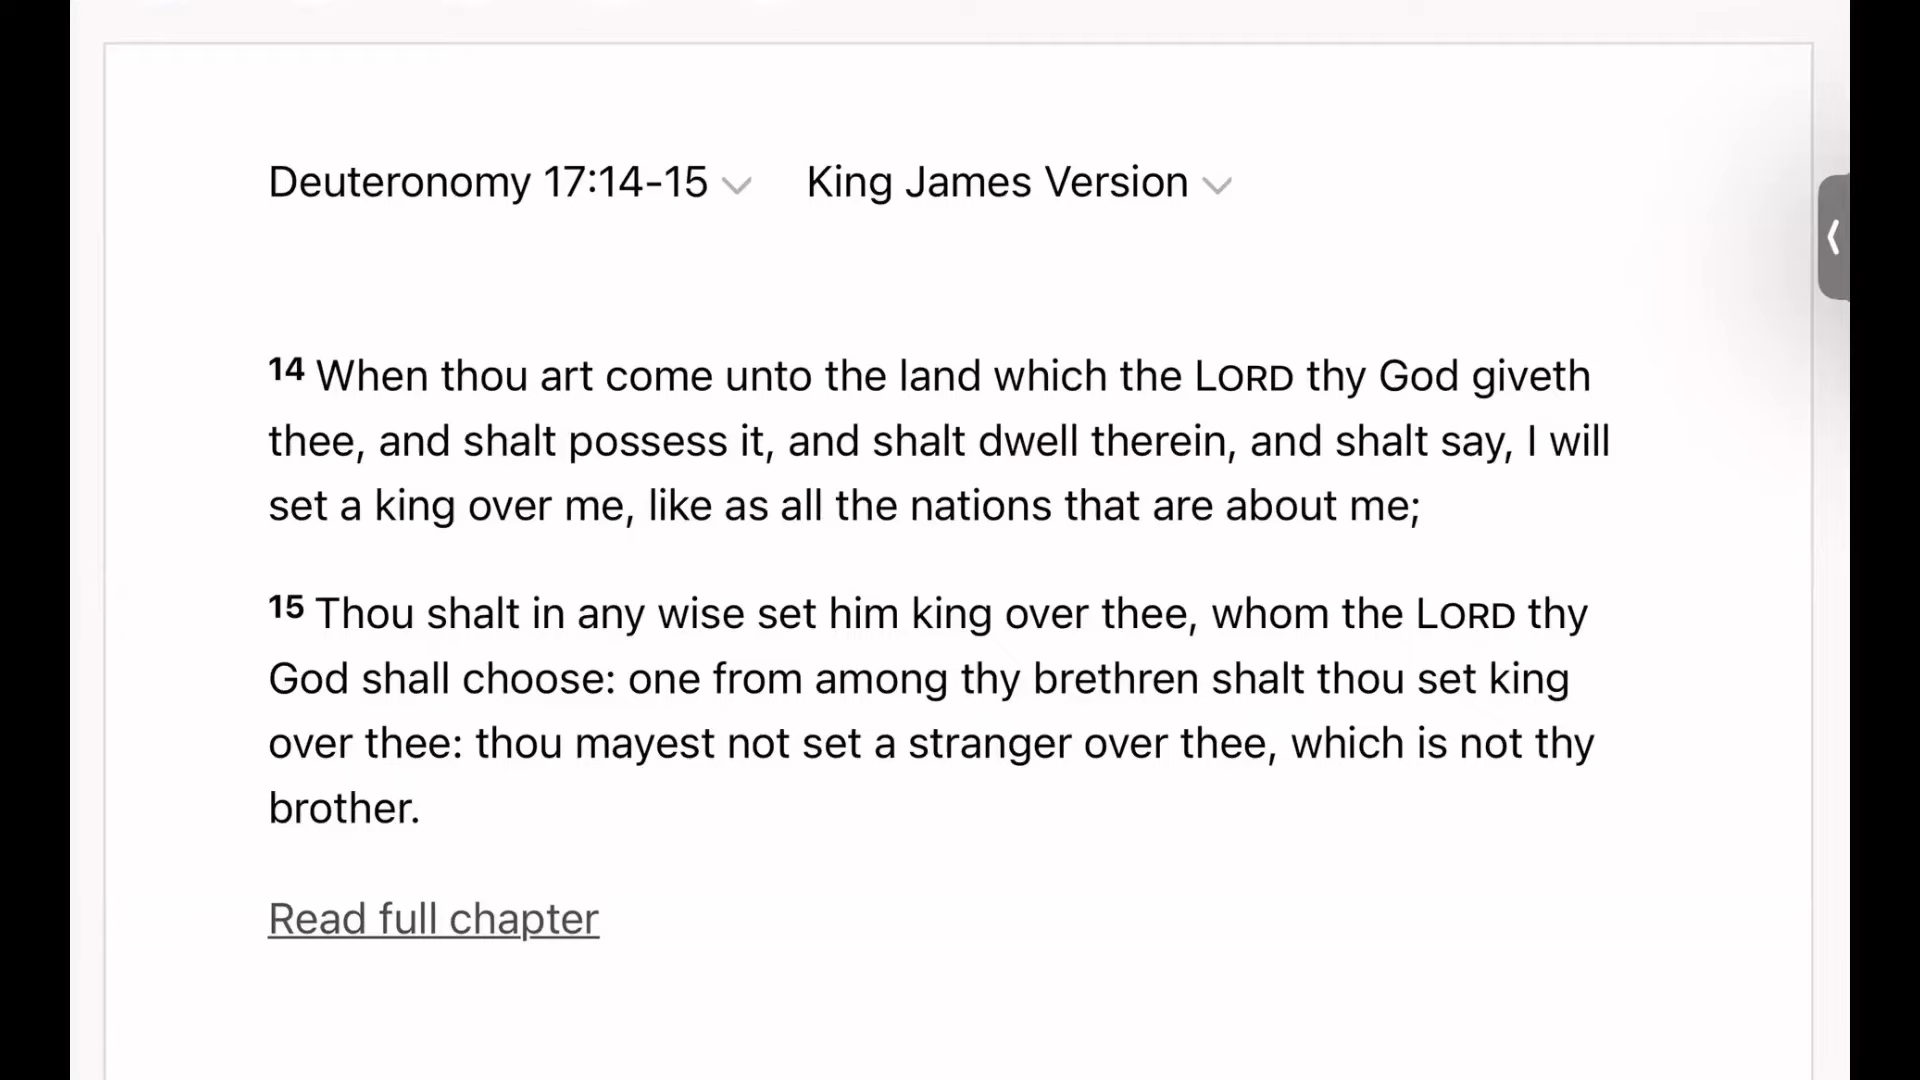 Deuteronomy 17:14-15 King James Version
14 When thou art come unto the land which the LORD thy God giveth
thee, and shalt possess it, and shalt dwell therein, and shalt say, I will
set a king over me, like as all the nations that are about me;
15 Thou shalt in any wise set him king over thee, whom the LORD thy
God shall choose: one from among thy brethren shalt thou set king
over thee: thou mayest not set a stranger over thee, which is not thy
brother.
Read full chapter